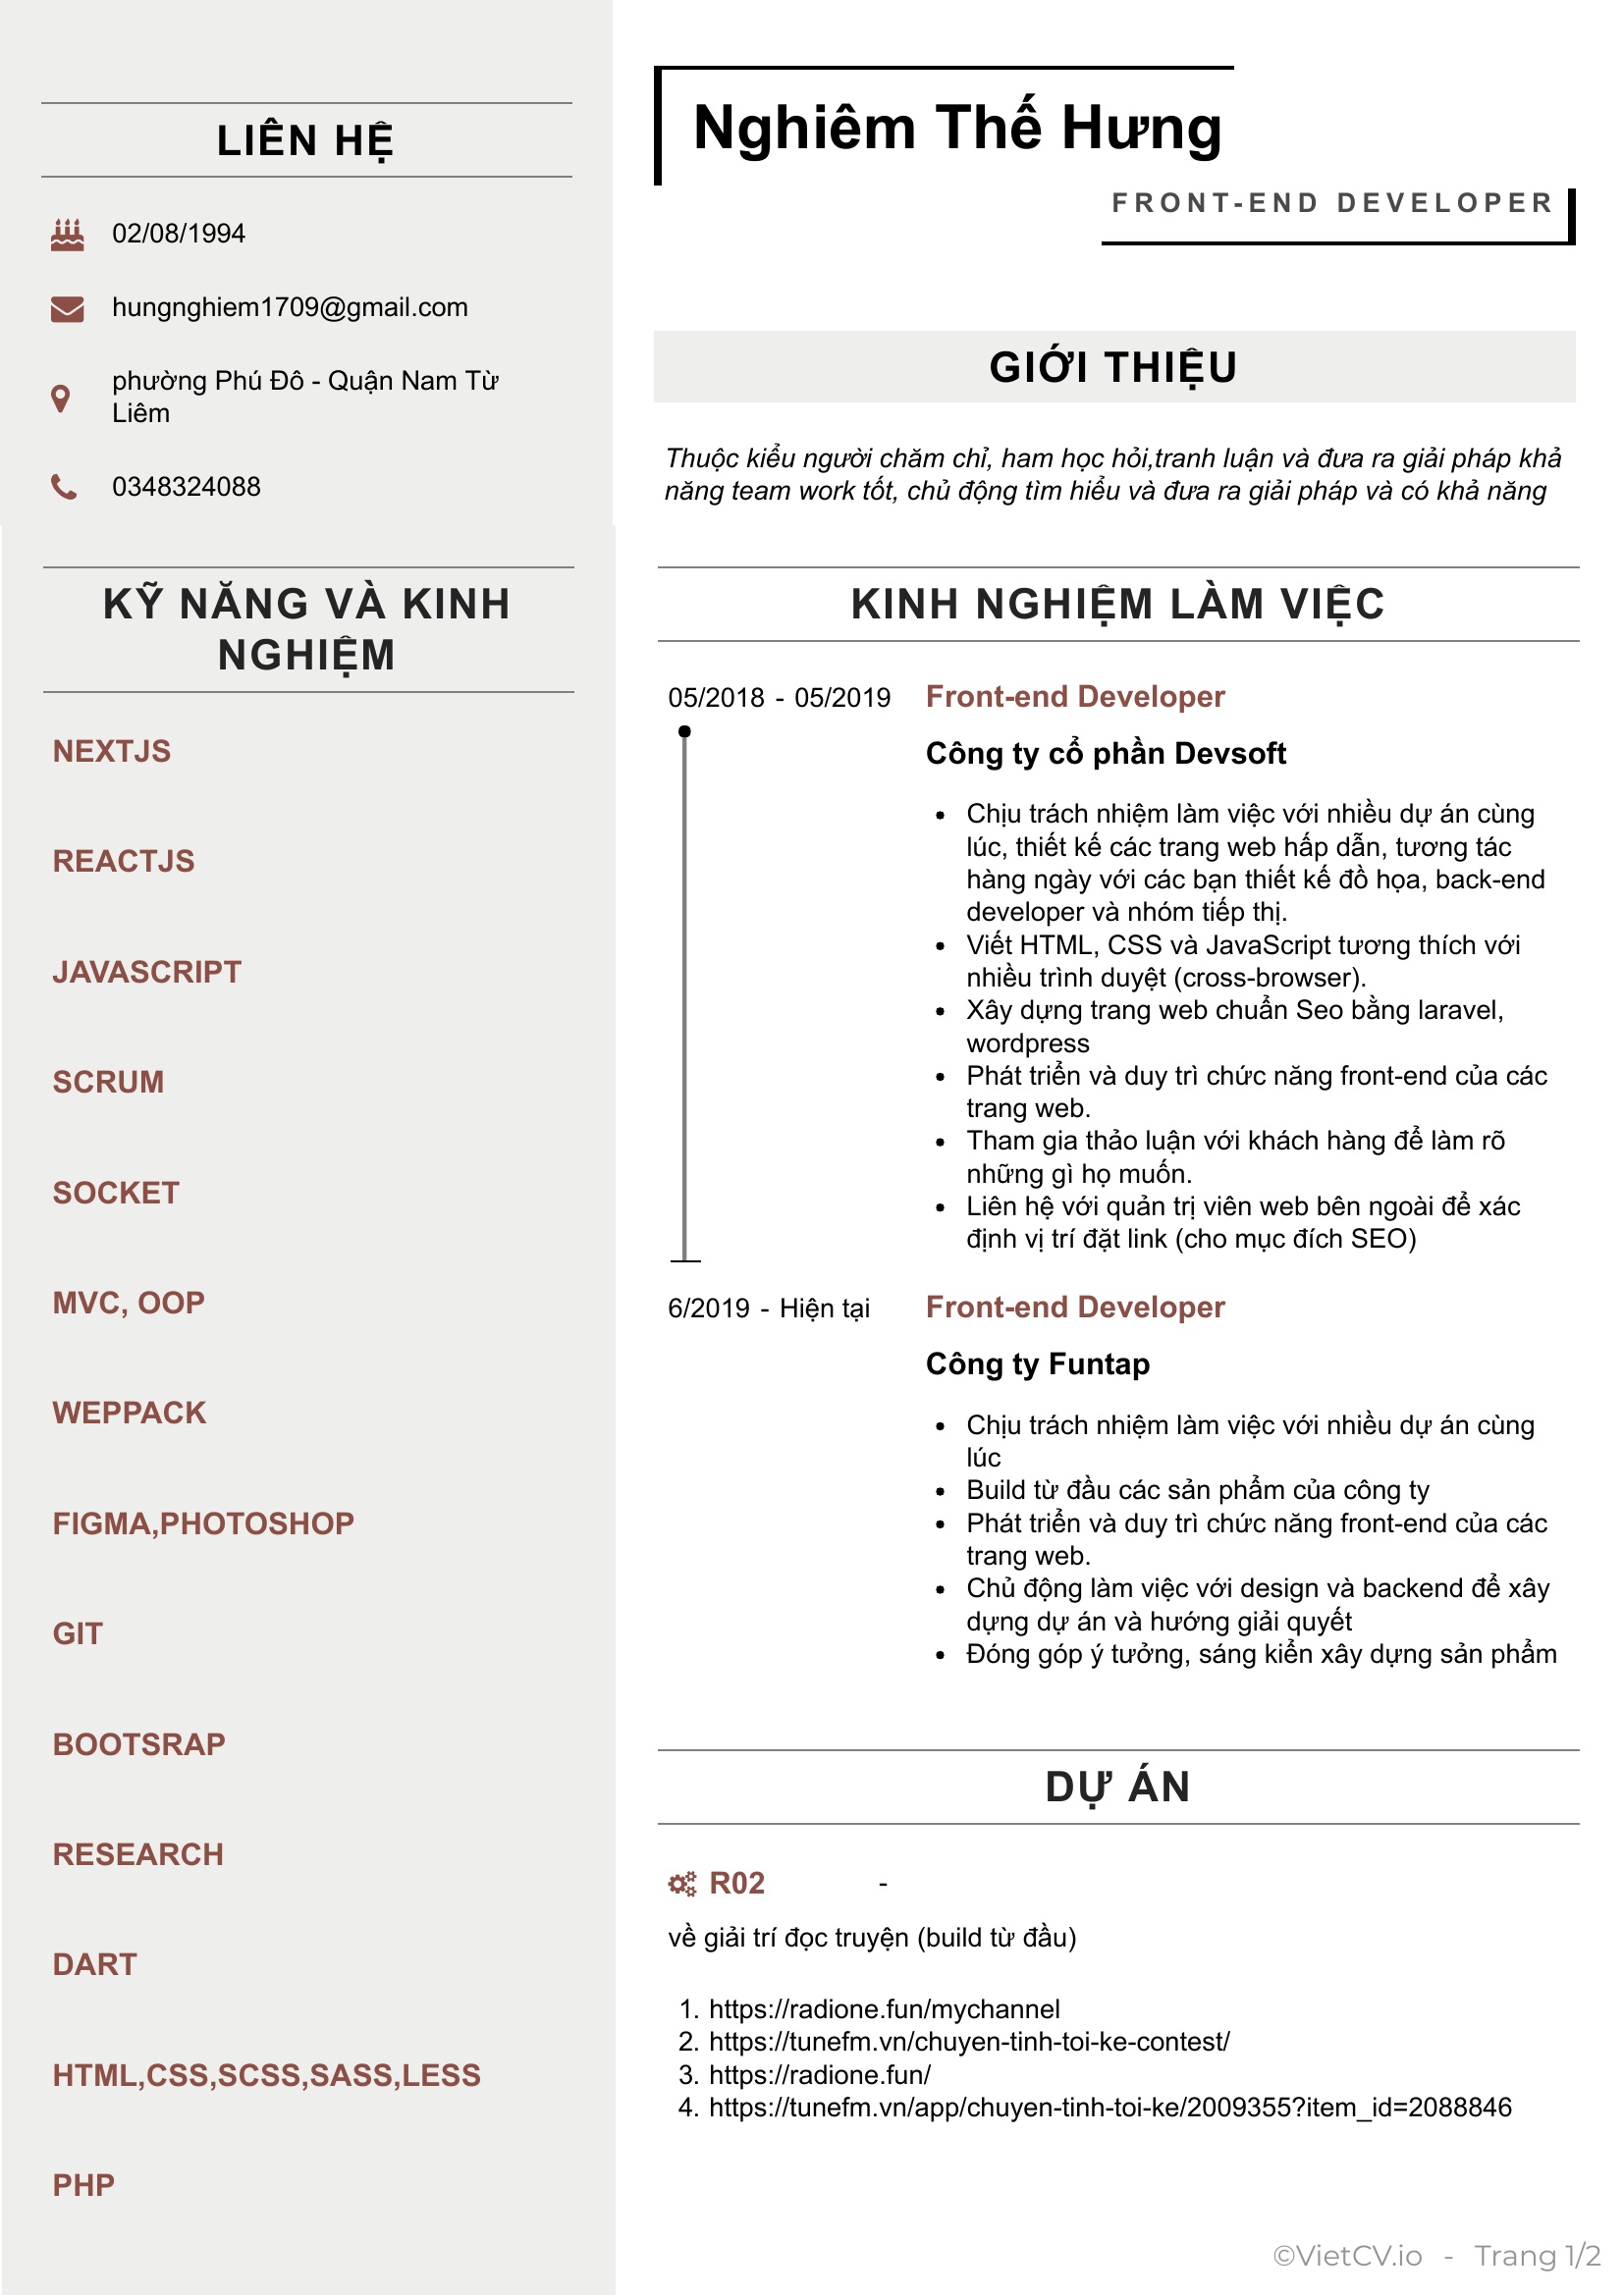 LIÊN HỆ
02/08/1994
hungnghiem1709@gmail.com
phường Phú Đô - Quận Nam Từ
Liêm
0348324088
KỸ NĂNG VÀ KINH
NGHIỆM
NEXTJS
REACTJS
JAVASCRIPT
SCRUM
SOCKET
MVC, OOP
WEPPACK
FIGMA,PHOTOSHOP
GIT
BOOTSRAP
RESEARCH
DART
HTML,CSS,SCSS,SASS,LESS
PHP
Nghiêm Thế Hưng
FRONT-END DEVELOPER
GIỚI THIỆU
Thuộc kiểu người chăm chỉ, ham học hỏi,tranh luận và đưa ra giải pháp khả
năng team work tốt, chủ động tìm hiểu và đưa ra giải pháp và có khả năng
KINH NGHIỆM LÀM VIỆC
05/2018 - 05/2019 Front-end Developer
Công ty cổ phần Devsoft
• Chịu trách nhiệm làm việc với nhiều dự án cùng
lúc, thiết kế các trang web hấp dẫn, tương tác
hàng ngày với các bạn thiết kế đồ họa, back-end
developer và nhóm tiếp thị.
• Viết HTML, CSS và JavaScript tương thích với
nhiều trình duyệt (cross-browser).
• Xây dựng trang web chuẩn Seo bằng laravel,
wordpress
• Phát triển và duy trì chức năng front-end của các
trang web.
• Tham gia thảo luận với khách hàng để làm rõ
những gì họ muốn.
• Liên hệ với quản trị viên web bên ngoài để xác
định vị trí đặt link (cho mục đích SEO)
6/2019 - Hiện tại Front-end Developer
Công ty Funtap
• Chịu trách nhiệm làm việc với nhiều dự án cùng
lúc
• Build từ đầu các sản phẩm của công ty
• Phát triển và duy trì chức năng front-end của các
trang web.
• Chủ động làm việc với design và backend để xây
dựng dự án và hướng giải quyết
• Đóng góp ý tưởng, sáng kiển xây dựng sản phẩm
DỰ ÁN
R02 -
về giải trí đọc truyện (build từ đầu)
1. https://radione.fun/mychannel
2. https://tunefm.vn/chuyen-tinh-toi-ke-contest/
3. https://radione.fun/
4. https://tunefm.vn/app/chuyen-tinh-toi-ke/2009355?item_id=2088846
©VietCV.io - Trang 1/2